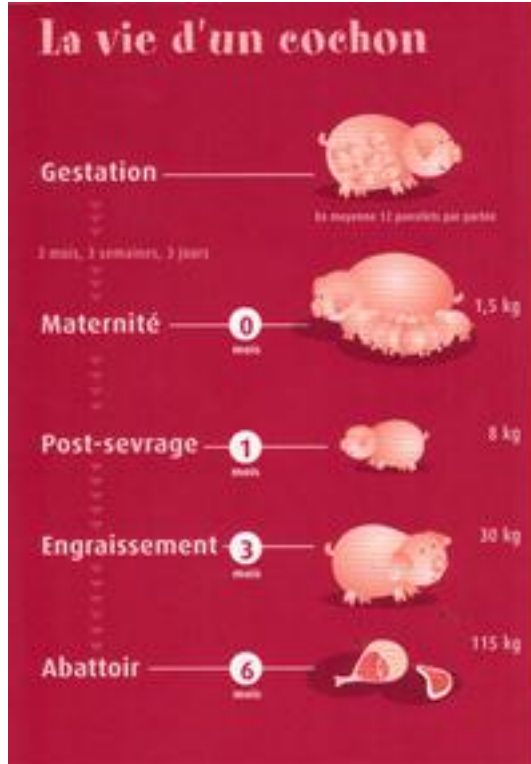 La vie d'un cochon
Gestation
En moyenne 12 porcelets par portée
3 mois, 3 semaines, 3 jours
Maternité
0
mois
1,5 kg
Post-sevrage
1
mois
8 kg
Engraissement
3
mois
30 kg
Abattoir
6
mois
115 kg